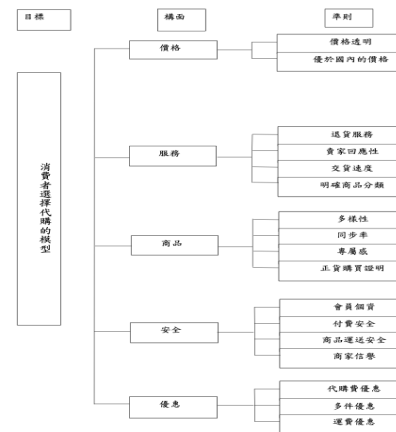 目標
構面
準則
消費者選擇代購的模型
價格
價格透明
優於國內的價格
服務
退貨服務
賣家回應性
交貨速度
明確商品分類
商品
多樣性
同步率
專屬感
正貨購買證明
安全
會員個資
付費安全
商品運送安全
商家信譽
優惠
代購費優惠
多件優惠
運費優惠